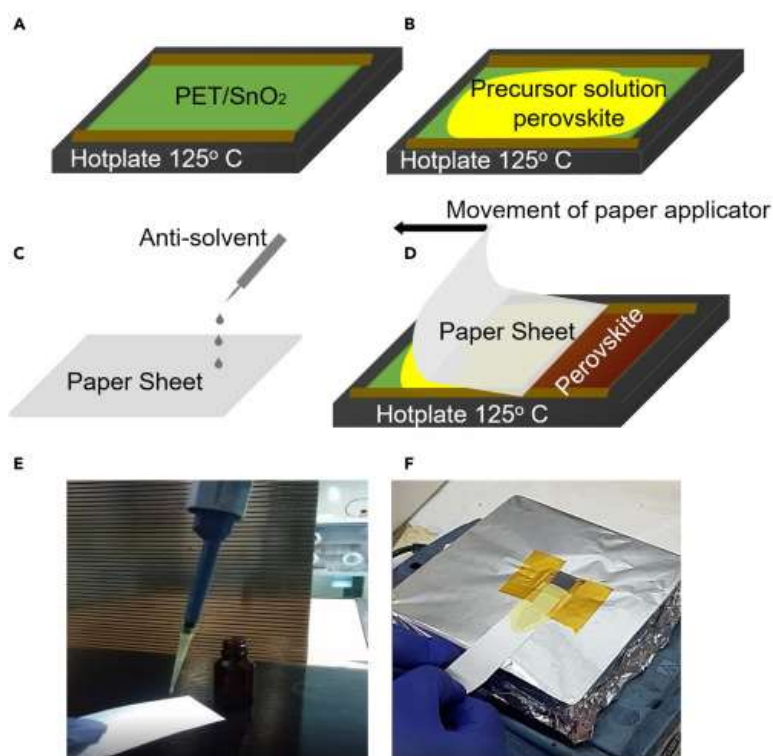 A
PET/SnO₂
Hotplate 125° C
B
Precursor solution
perovskite
Hotplate 125° C
C
Anti-solvent
Paper Sheet
Movement of paper applicator
D
Paper Sheet
Perovskite
Hotplate 125° C
E
F